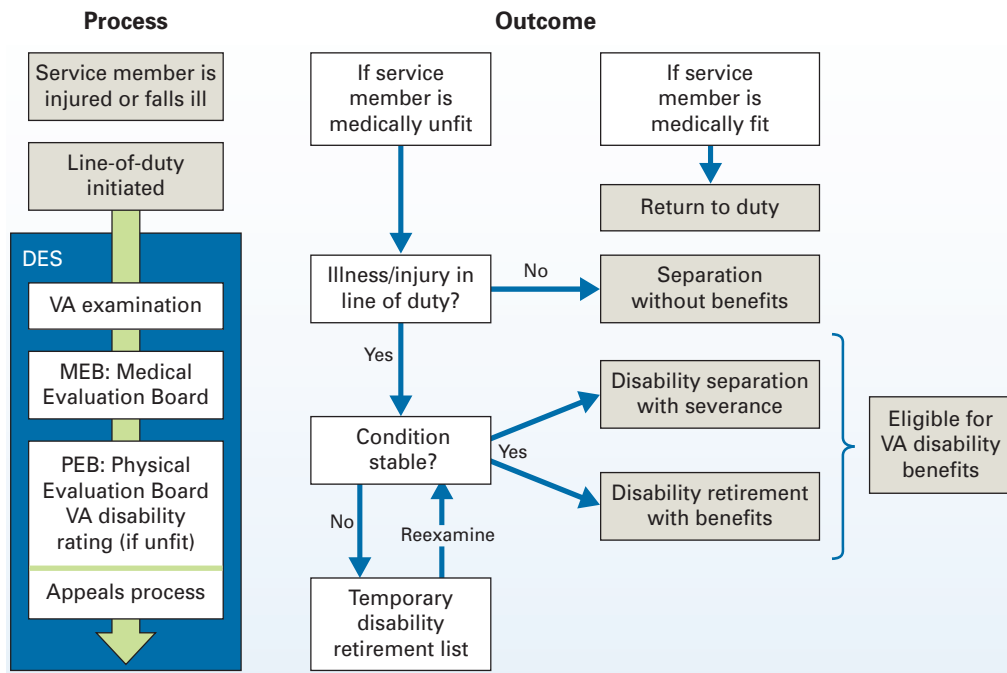 Process
Service member is
injured or falls ill
Line-of-duty
initiated
DES
VA examination
MEB: Medical
Evaluation Board
PEB: Physical
Evaluation Board
VA disability
rating (if unfit)
Appeals process
Outcome
If service
member is
medically unfit
If service
member is
medically fit
Return to duty
Illness/injury in
line of duty?
No
Separation
without benefits
Yes
Condition
stable?
Yes
Disability separation
with severance
Disability retirement
with benefits
Eligible for
VA disability
benefits
No
Reexamine
Temporary
disability
retirement list